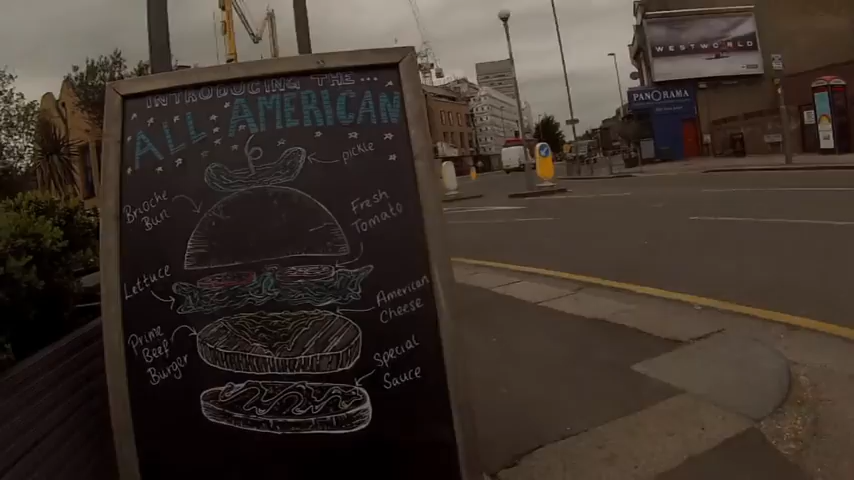 INTRODUCING THE...
ALL AMERICAN
pickle
Brioche
Bun
Fresh
Tomato
Lettuce
American
Cheese
Prime
Beef
Burger
Special
Sauce
WESTWORLD
PANORAMA